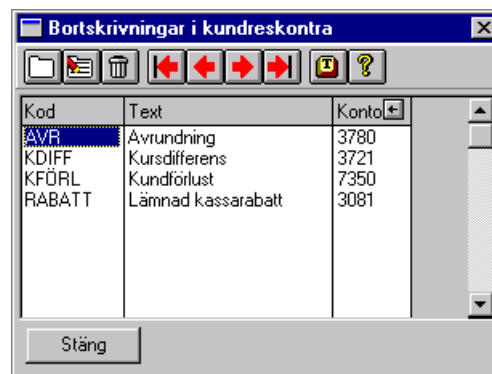 Bortskrivningar i kundreskontra
Kod Text Konto
AVR Avrundning 3780
KDIFF Kursdifferens 3721
KFÖRL Kundförlust 7350
RABATT Lämnad kassarabatt 3081
Stäng